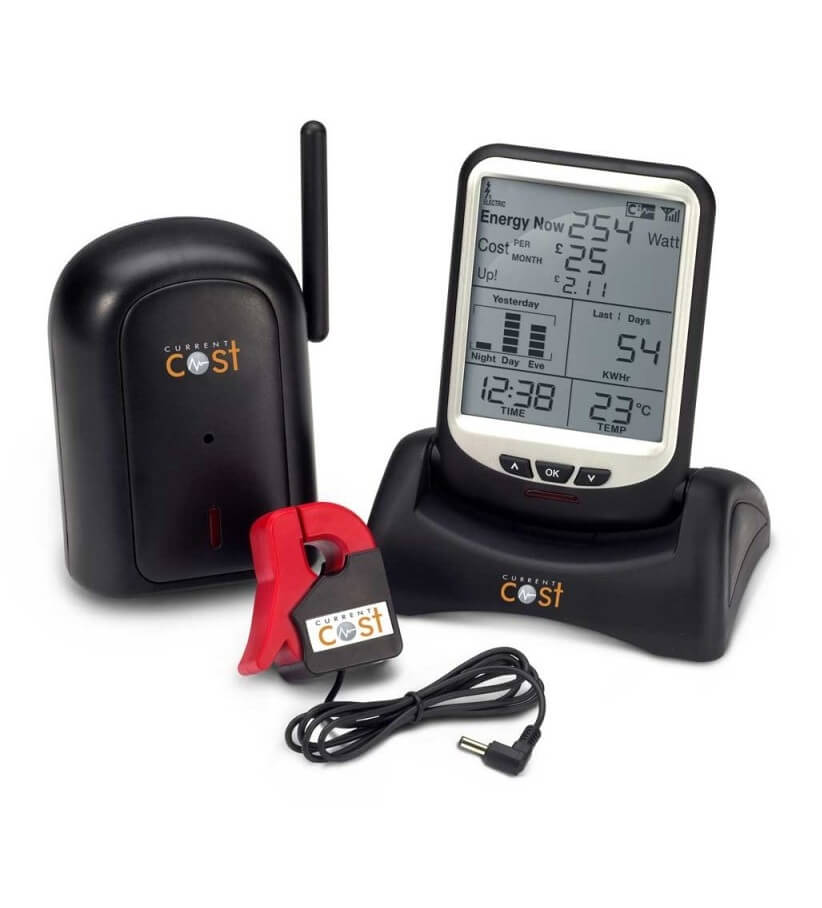 CURRENT
cost
ELECTRIC
Energy Now 254 Watt
Cost PER MONTH £ 25
Up! £ 2.11
Yesterday
Night Day Eve
Last 1 Days
54
KWHr
12:38
TIME
23°C
TEMP
OK
CURRENT
cost
CURRENT
cost